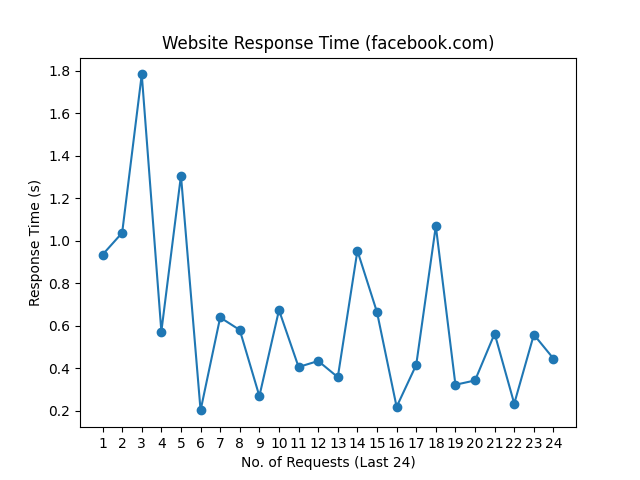 Website Response Time (facebook.com)
Response Time (s)
1.8
1.6
1.4
1.2
1.0
0.8
0.6
0.4
0.2
1 2 3 4 5 6 7 8 9 10 11 12 13 14 15 16 17 18 19 20 21 22 23 24
No. of Requests (Last 24)